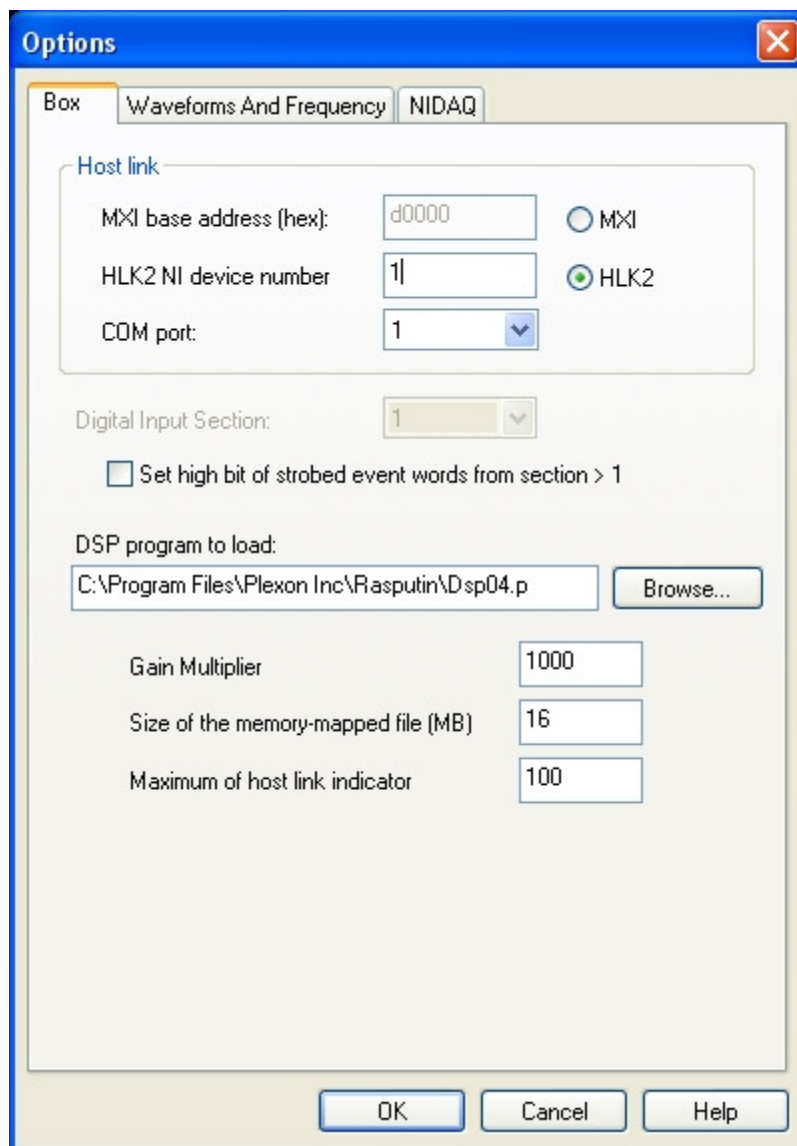 Options
Box Waveforms And Frequency NIDAQ
Host link
MXI base address (hex): d0000 MXI
HLK2 NI device number 1 HLK2
COM port: 1
Digital Input Section: 1
Set high bit of strobed event words from section > 1
DSP program to load:
C:\Program Files\Plexon Inc\Rasputin\Dsp04.p Browse...
Gain Multiplier 1000
Size of the memory-mapped file (MB) 16
Maximum of host link indicator 100
OK Cancel Help